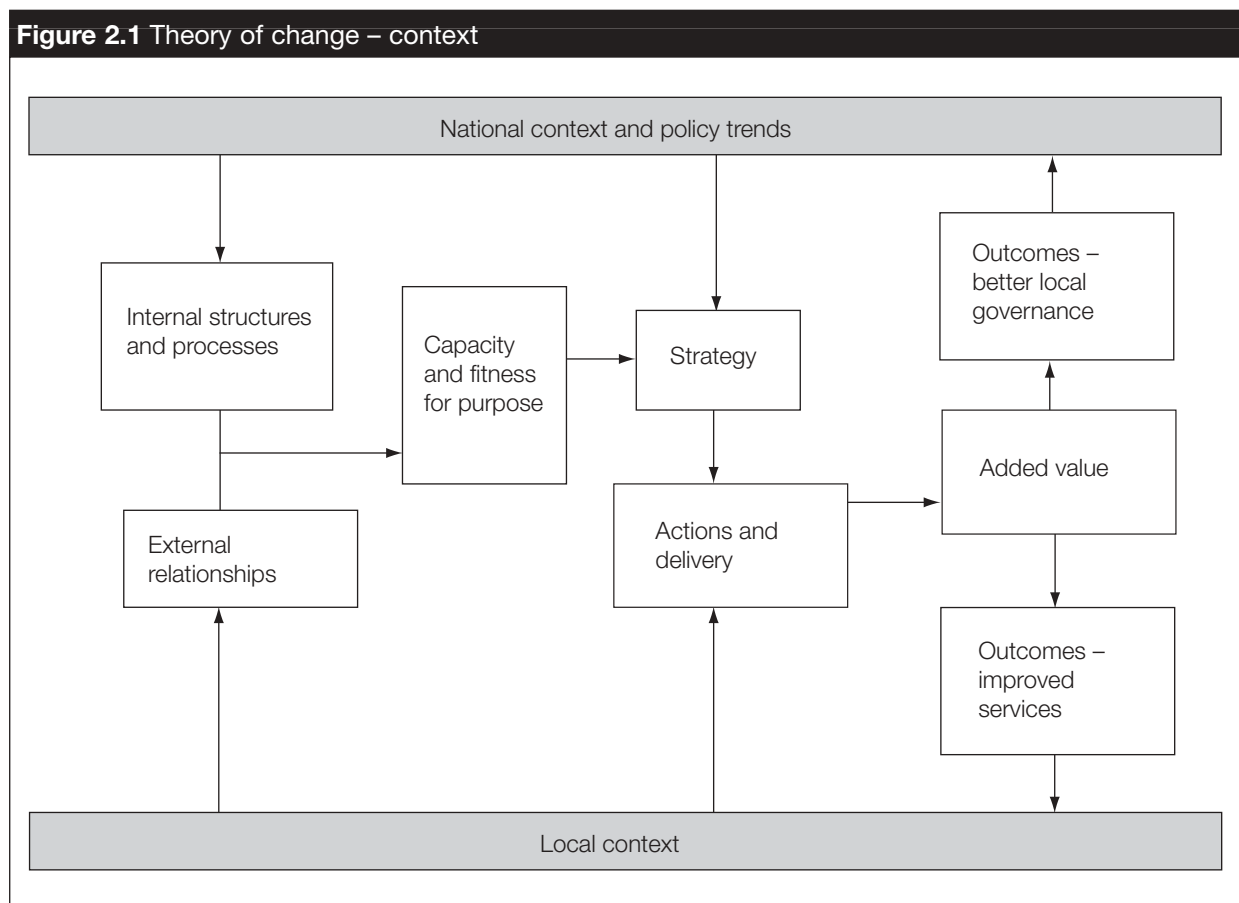 Figure 2.1 Theory of change – context
National context and policy trends
Internal structures
and processes
Capacity
and fitness
for purpose
External
relationships
Strategy
Actions and
delivery
Outcomes –
better local
governance
Added value
Outcomes –
improved
services
Local context